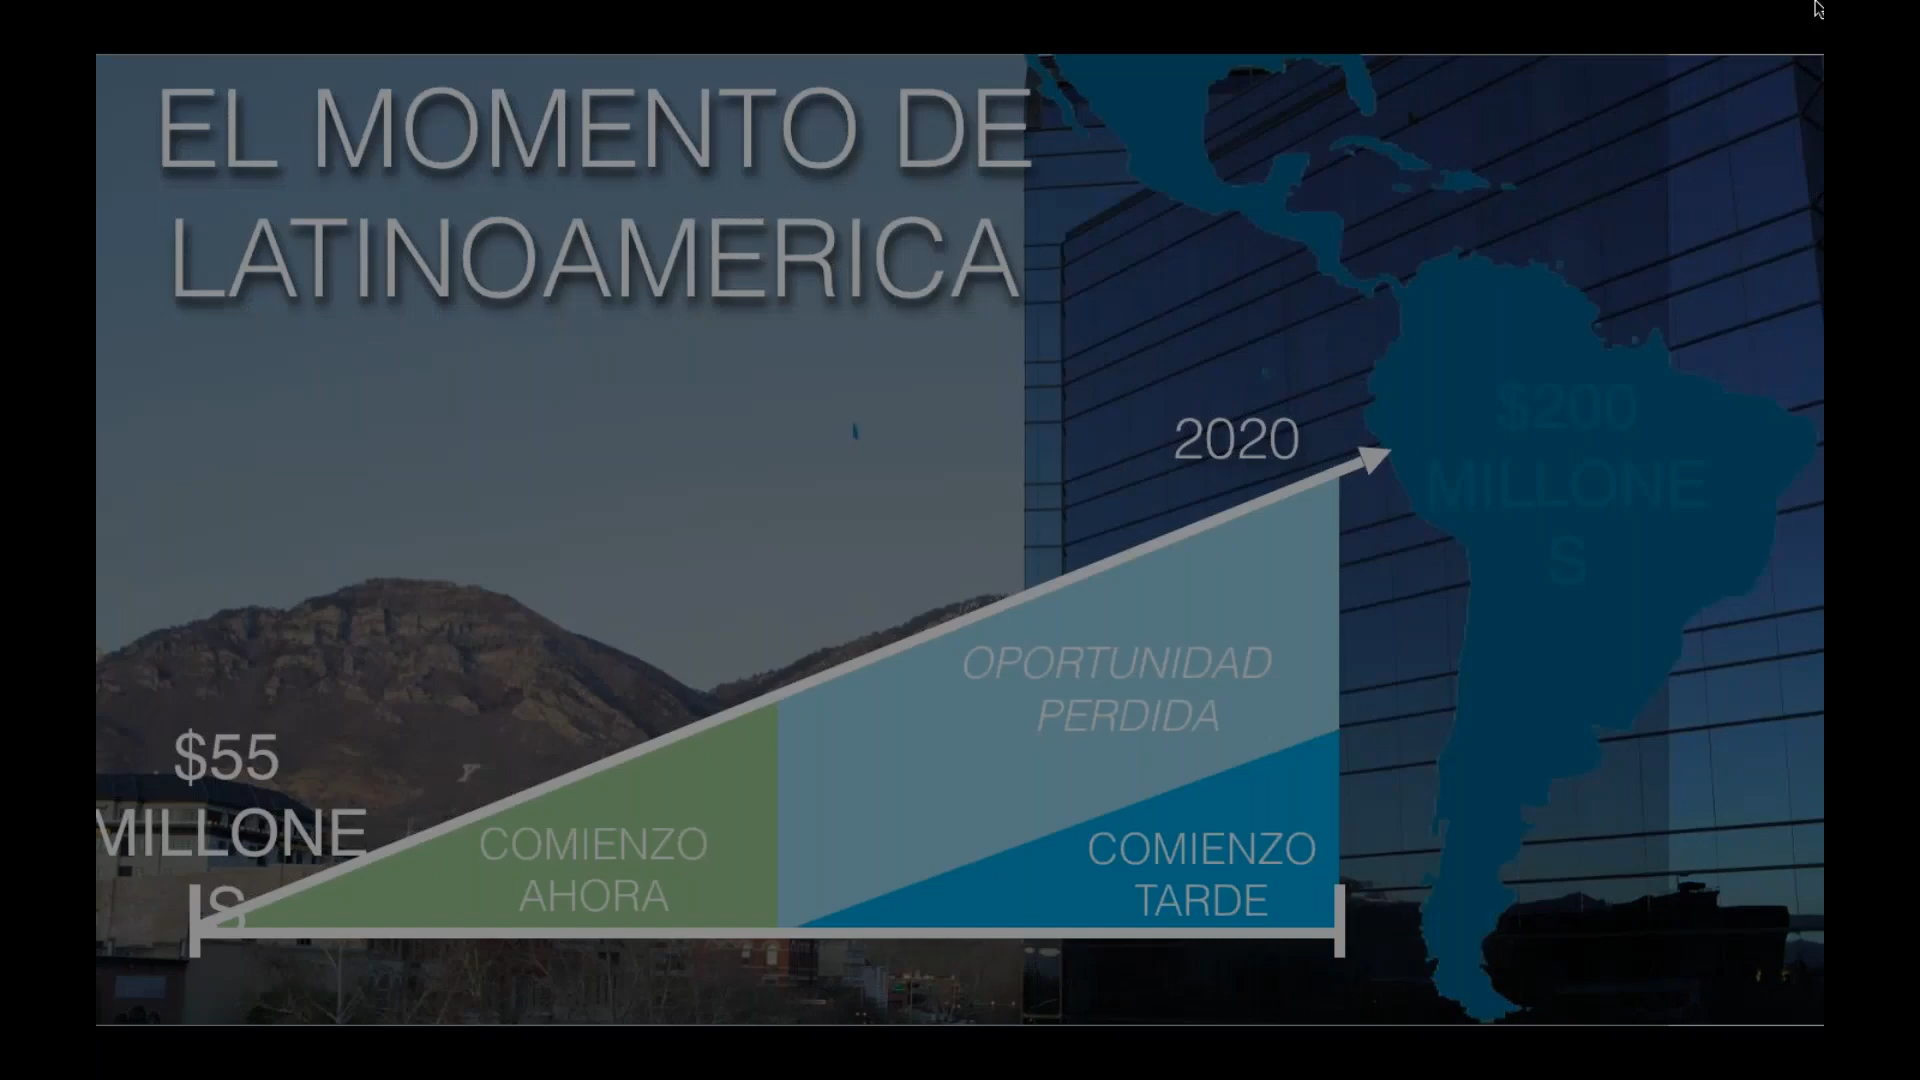 EL MOMENTO DE
LATINOAMERICA
2020
$200
MILLONE
S
OPORTUNIDAD
PERDIDA
$55
MILLONE
S
COMIENZO
AHORA
COMIENZO
TARDE